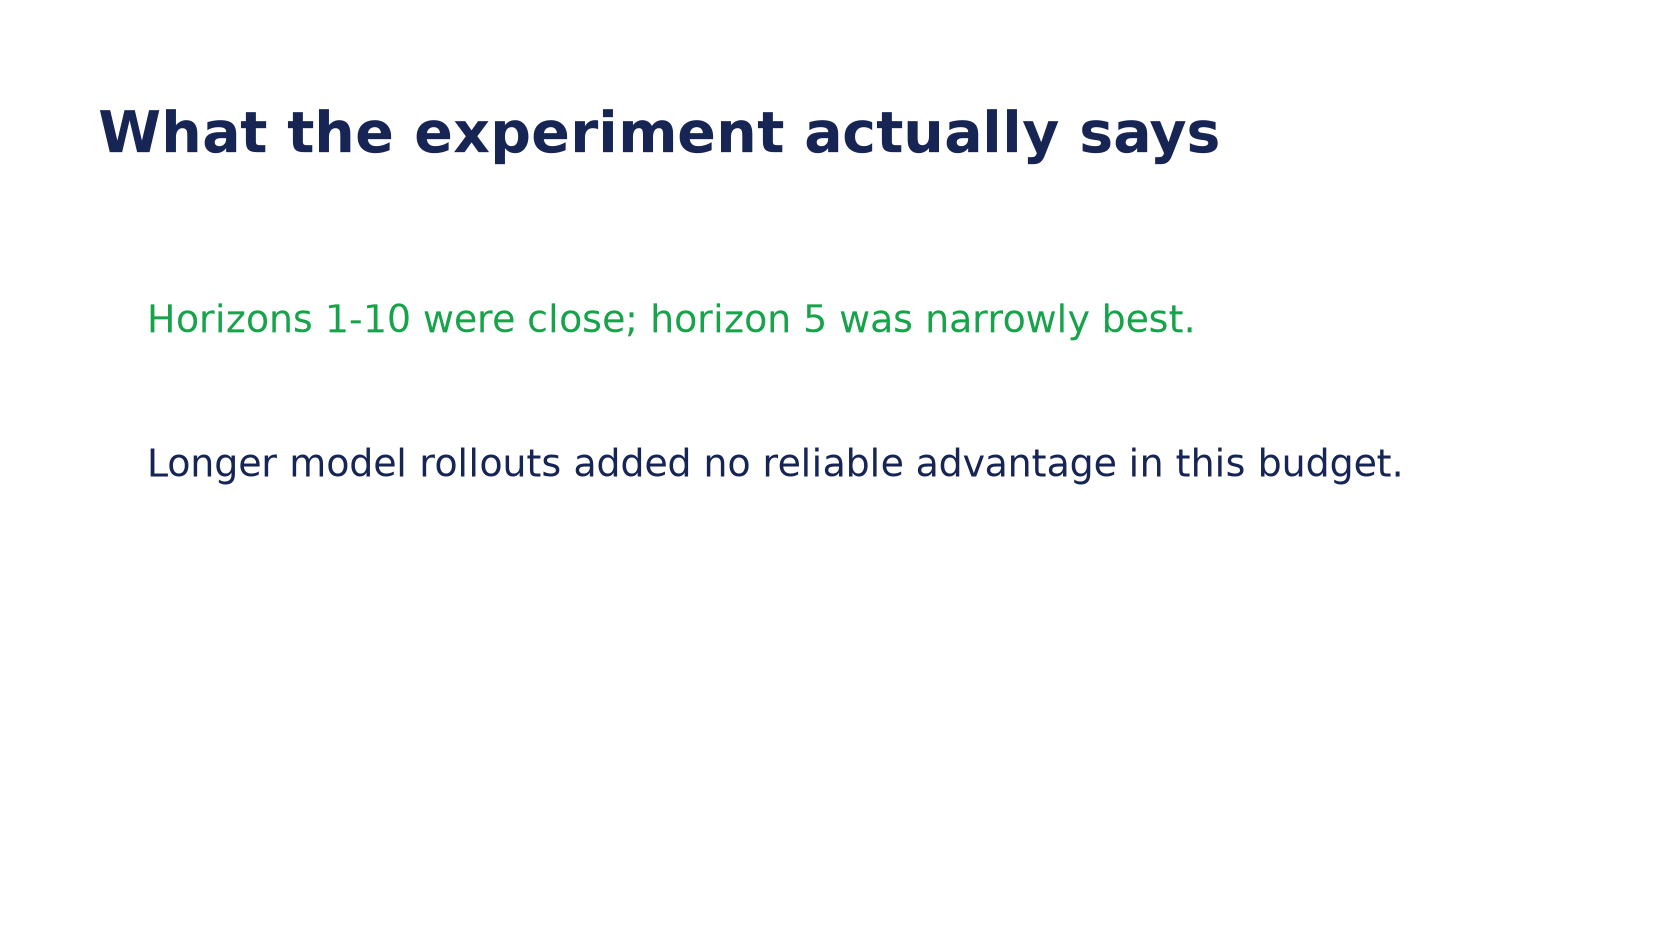 What the experiment actually says
Horizons 1-10 were close; horizon 5 was narrowly best.
Longer model rollouts added no reliable advantage in this budget.